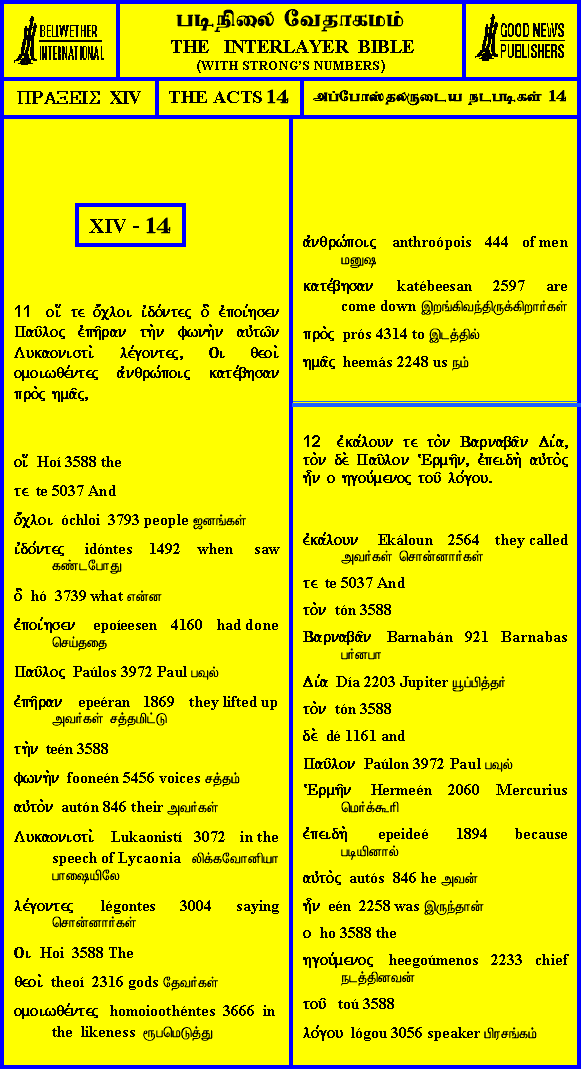 BELLWETHER
INTERNATIONAL
படிநிலை வேதாகமம்
THE INTERLAYER BIBLE
(WITH STRONG'S NUMBERS)
GOOD NEWS
PUBLISHERS
ΠΡΑΞΕΙΣ XIV
THE ACTS 14
அப்போஸ்தலருடைய நடபடிகள் 14
XIV - 14
11 οἵ τε ὄχλοι ἰδόντες ὃ ἐποίησεν
Παῦλος ἐπῆραν τὴν φωνὴν αὐτῶν
Λυκαονιστὶ λέγοντες, Οι θεοὶ
ομοιωθέντες ἀνθρώποις κατέβησαν
πρὸς ημᾶς,
οἵ Hoí 3588 the
τε te 5037 And
ὄχλοι óchloi 3793 people ஜனங்கள்
ἰδόντες idóntes 1492 when saw
கண்டபோது
ὃ hó 3739 what என்ன
ἐποίησεν epoíeesen 4160 had done
செய்ததை
Παῦλος Paúlos 3972 Paul பவுல்
ἐπῆραν epeéran 1869 they lifted up
அவர்கள் சத்தமிட்டு
τὴν teén 3588
φωνὴν fooneén 5456 voices சத்தம்
αὐτὸν autón 846 their அவர்கள்
Λυκαονιστὶ Lukaonistí 3072 in the
speech of Lycaonia லிக்கவோனியா
பாஷையிலே
λέγοντες légontes 3004 saying
சொன்னார்கள்
Οι Hoi 3588 The
θεοὶ theoí 2316 gods தேவர்கள்
ομοιωθέντες homoioothéntes 3666 in
the likeness ரூபமெடுத்து
ἀνθρώποις anthroópois 444 of men
மனுஷ
κατέβησαν katébeesan 2597 are
come down இறங்கிவந்திருக்கிறார்கள்
πρὸς prós 4314 to இடத்தில்
ημᾶς heemás 2248 us நம்
12 ἐκάλουν τε τὸν Βαρναβᾶν Δία,
τὸν δὲ Παῦλον Ἑρμῆν, ἐπειδὴ αὐτὸς
ἦν ο ηγούμενος τοῦ λόγου.
ἐκάλουν Ekáloun 2564 they called
அவர்கள் சொன்னார்கள்
τε te 5037 And
τὸν tón 3588
Βαρναβᾶν Barnabán 921 Barnabas
பர்னபா
Δία Día 2203 Jupiter யூப்பித்தர்
τὸν tón 3588
δὲ dé 1161 and
Παῦλον Paúlon 3972 Paul பவுல்
Ἑρμῆν Hermeén 2060 Mercurius
மெர்க்கூரி
ἐπειδὴ epeideé 1894 because
படியினால்
αὐτὸς autós 846 he அவன்
ἦν eén 2258 was இருந்தான்
ο ho 3588 the
ηγούμενος heegoúmenos 2233 chief
நடத்தினவன்
τοῦ toú 3588
λόγου lógou 3056 speaker பிரசங்கம்